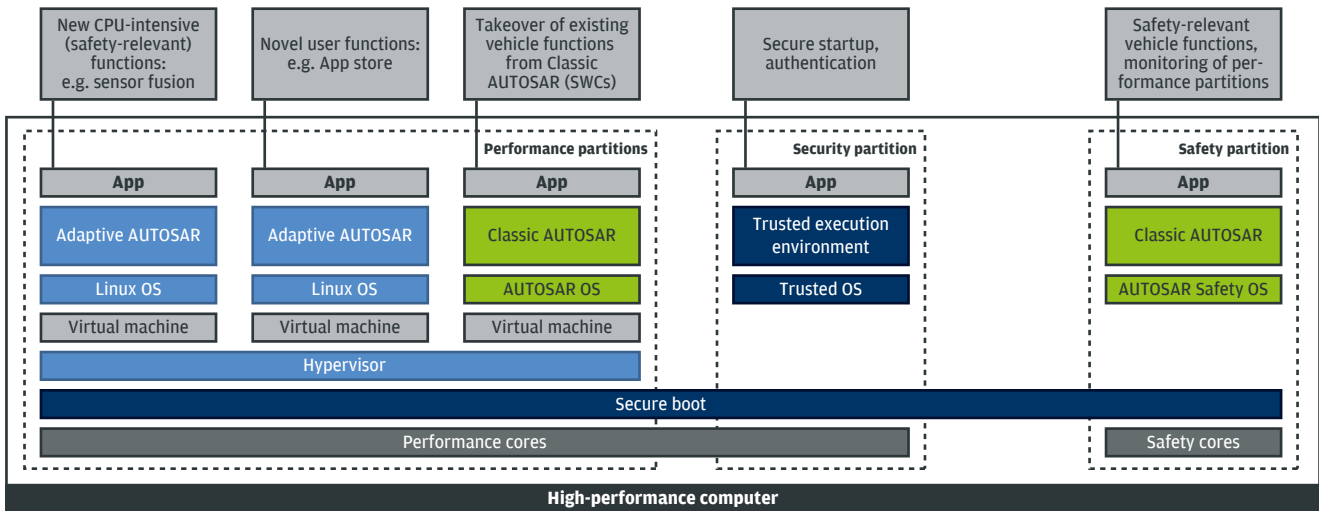 New CPU-intensive
(safety-relevant)
functions:
e.g. sensor fusion
Novel user functions:
e.g. App store
Takeover of existing
vehicle functions
from Classic
AUTOSAR (SWCs)
Secure startup,
authentication
Safety-relevant
vehicle functions,
monitoring of per-
formance partitions
Performance partitions
Security partition
Safety partition
App
App
App
App
App
Adaptive AUTOSAR
Adaptive AUTOSAR
Classic AUTOSAR
Trusted execution
environment
Classic AUTOSAR
Linux OS
Linux OS
AUTOSAR OS
Trusted OS
AUTOSAR Safety OS
Virtual machine
Virtual machine
Virtual machine
Hypervisor
Secure boot
Performance cores
Safety cores
High-performance computer